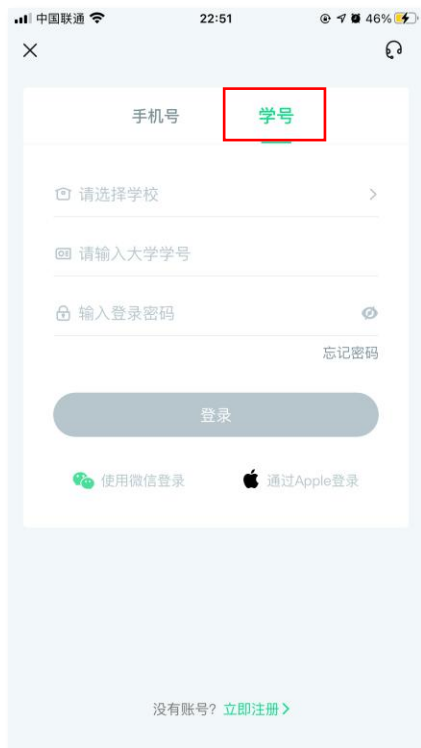 中国联通 22:51 46%
手机号 学号
请选择学校
请输入大学学号
输入登录密码
忘记密码
登录
使用微信登录 通过Apple登录
没有账号? 立即注册